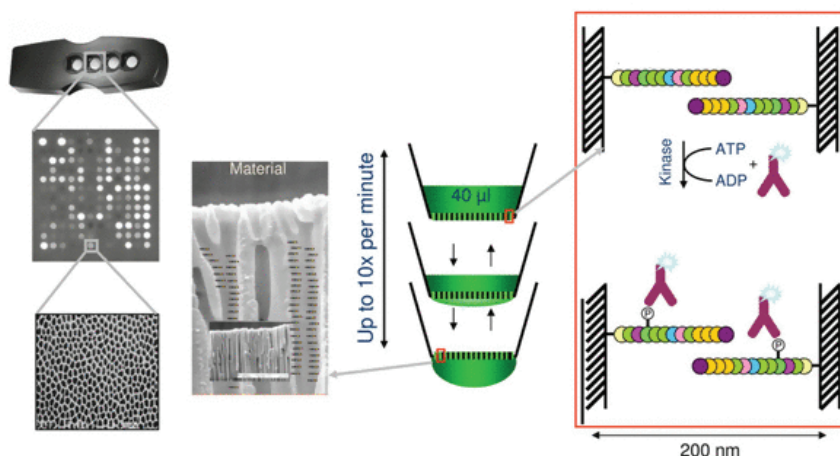 Material
Up to 10x per minute
40 µl
Kinase
ATP
+
ADP
P
P
200 nm